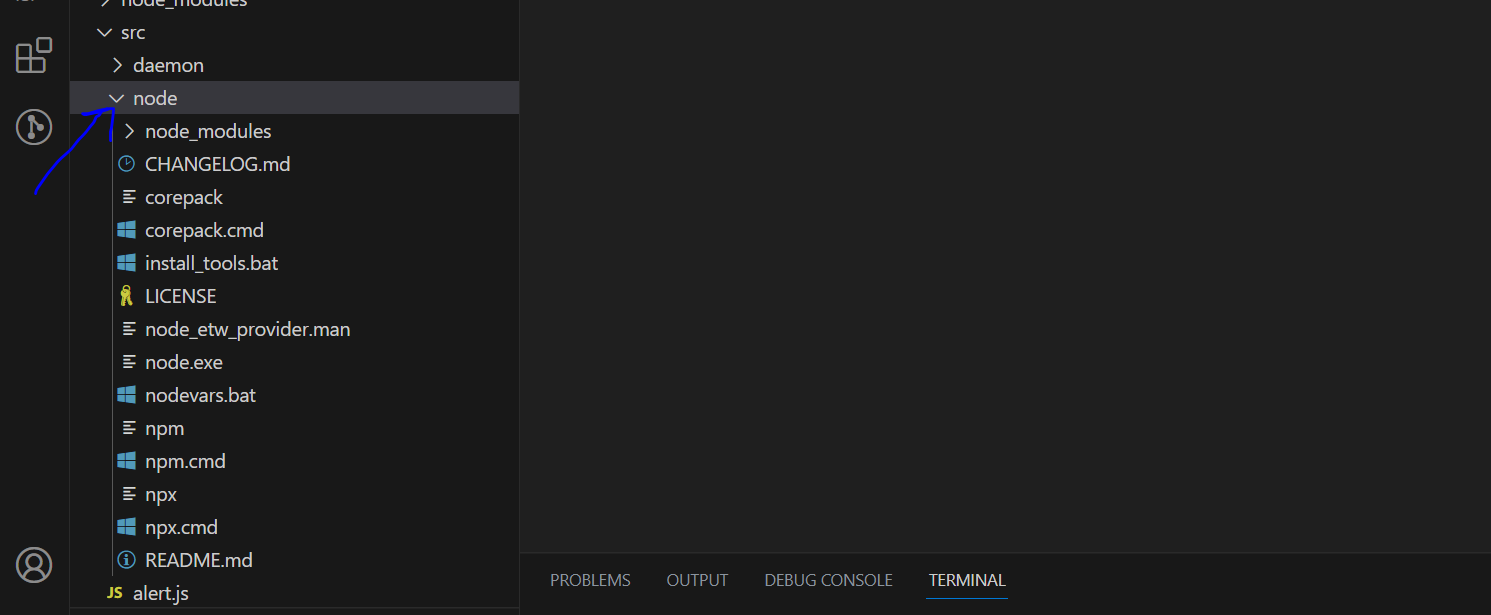 node_modules
src
daemon
node
node_modules
CHANGELOG.md
corepack
corepack.cmd
install_tools.bat
LICENSE
node_etw_provider.man
node.exe
nodevars.bat
npm
npm.cmd
npx
npx.cmd
README.md
JS alert.js
PROBLEMS OUTPUT DEBUG CONSOLE TERMINAL